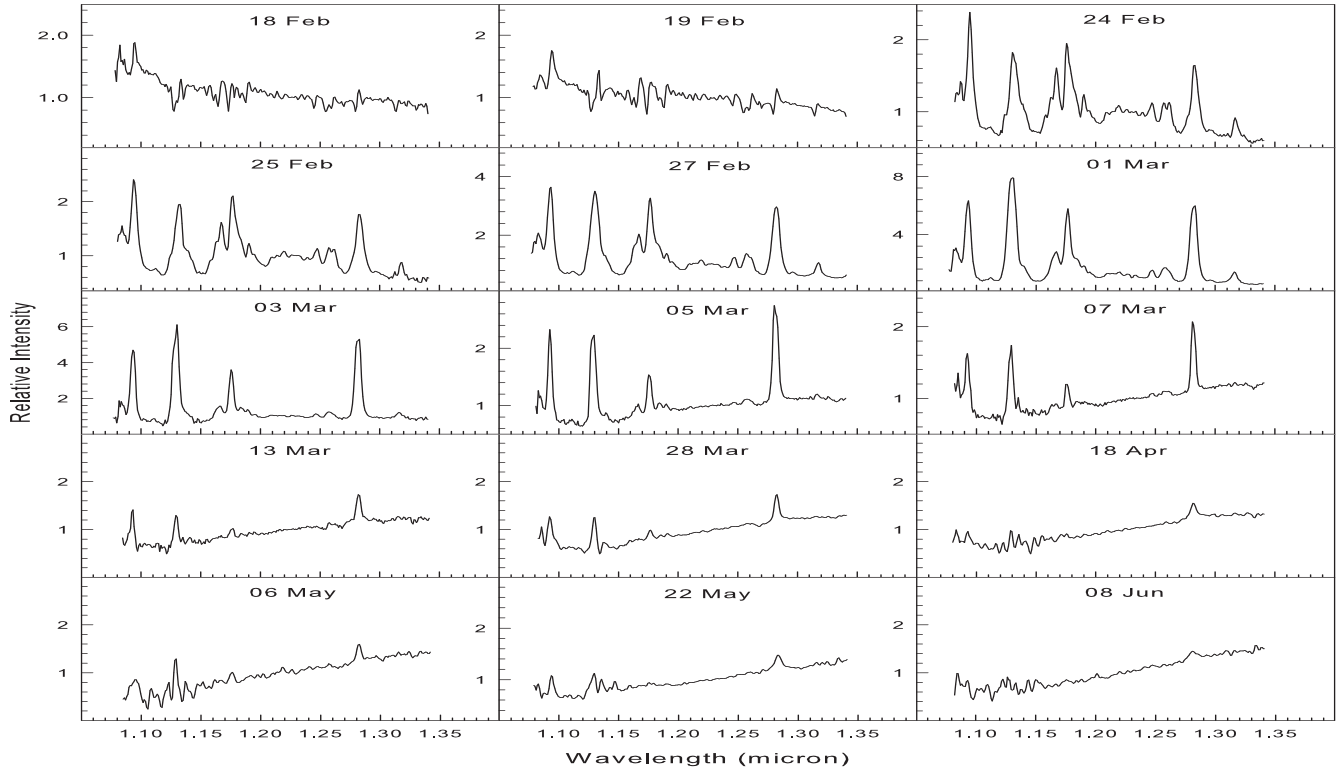 18 Feb 19 Feb 24 Feb
2.0 2 2
1.0 1 1
25 Feb 27 Feb 01 Mar
2 4 8
1 2 4
03 Mar 05 Mar 07 Mar
6 2 2
4
2 1 1
13 Mar 28 Mar 18 Apr
2 2 2
1 1 1
06 May 22 May 08 Jun
2 2 2
1 1 1
1.10 1.15 1.20 1.25 1.30 1.35 1.10 1.15 1.20 1.25 1.30 1.35 1.10 1.15 1.20 1.25 1.30 1.35
Relative Intensity
Wavelength (micron)